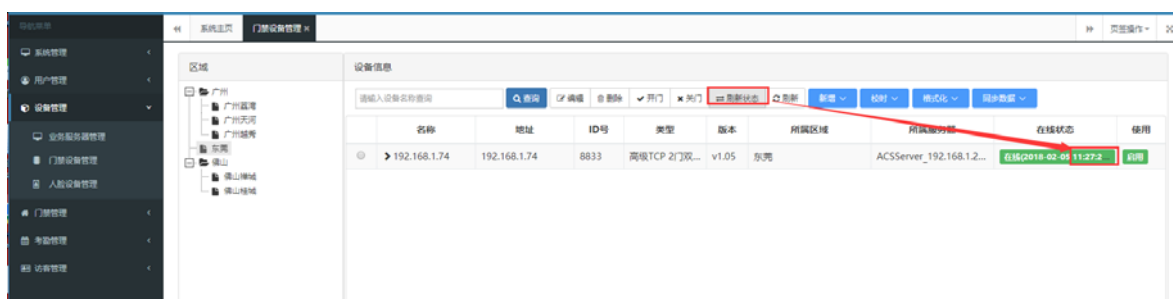 导航菜单
系统主页 门禁设备管理 ×
页签操作
系统管理
用户管理
设备管理
业务服务器管理
门禁设备管理
人脸设备管理
门禁管理
考勤管理
访客管理
区域
广州
广州荔湾
广州天河
广州越秀
东莞
佛山
佛山禅城
佛山桂城
设备信息
请输入设备名称查询 查询 编辑 删除 开门 关门 刷新状态 刷新 新增 校时 格式化 同步数据
名称 地址 ID号 类型 版本 所属区域 所属服务器 在线状态 使用
192.168.1.74 192.168.1.74 8833 高级TCP 2门双... v1.05 东莞 ACSServer_192.168.1.2... 在线(2018-02-05 11:27:2... 启用